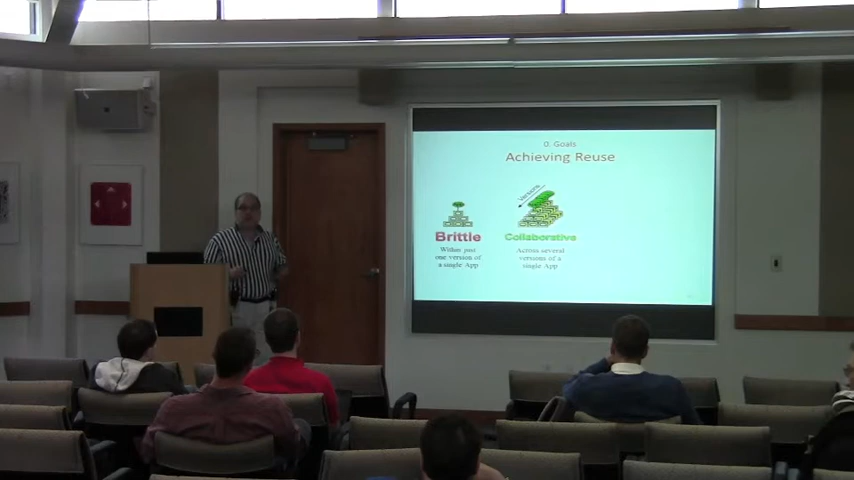 0. Goals
Achieving Reuse
Versions
Brittle
Within just
one version of
a single App
Collaborative
Across several
versions of a
single App